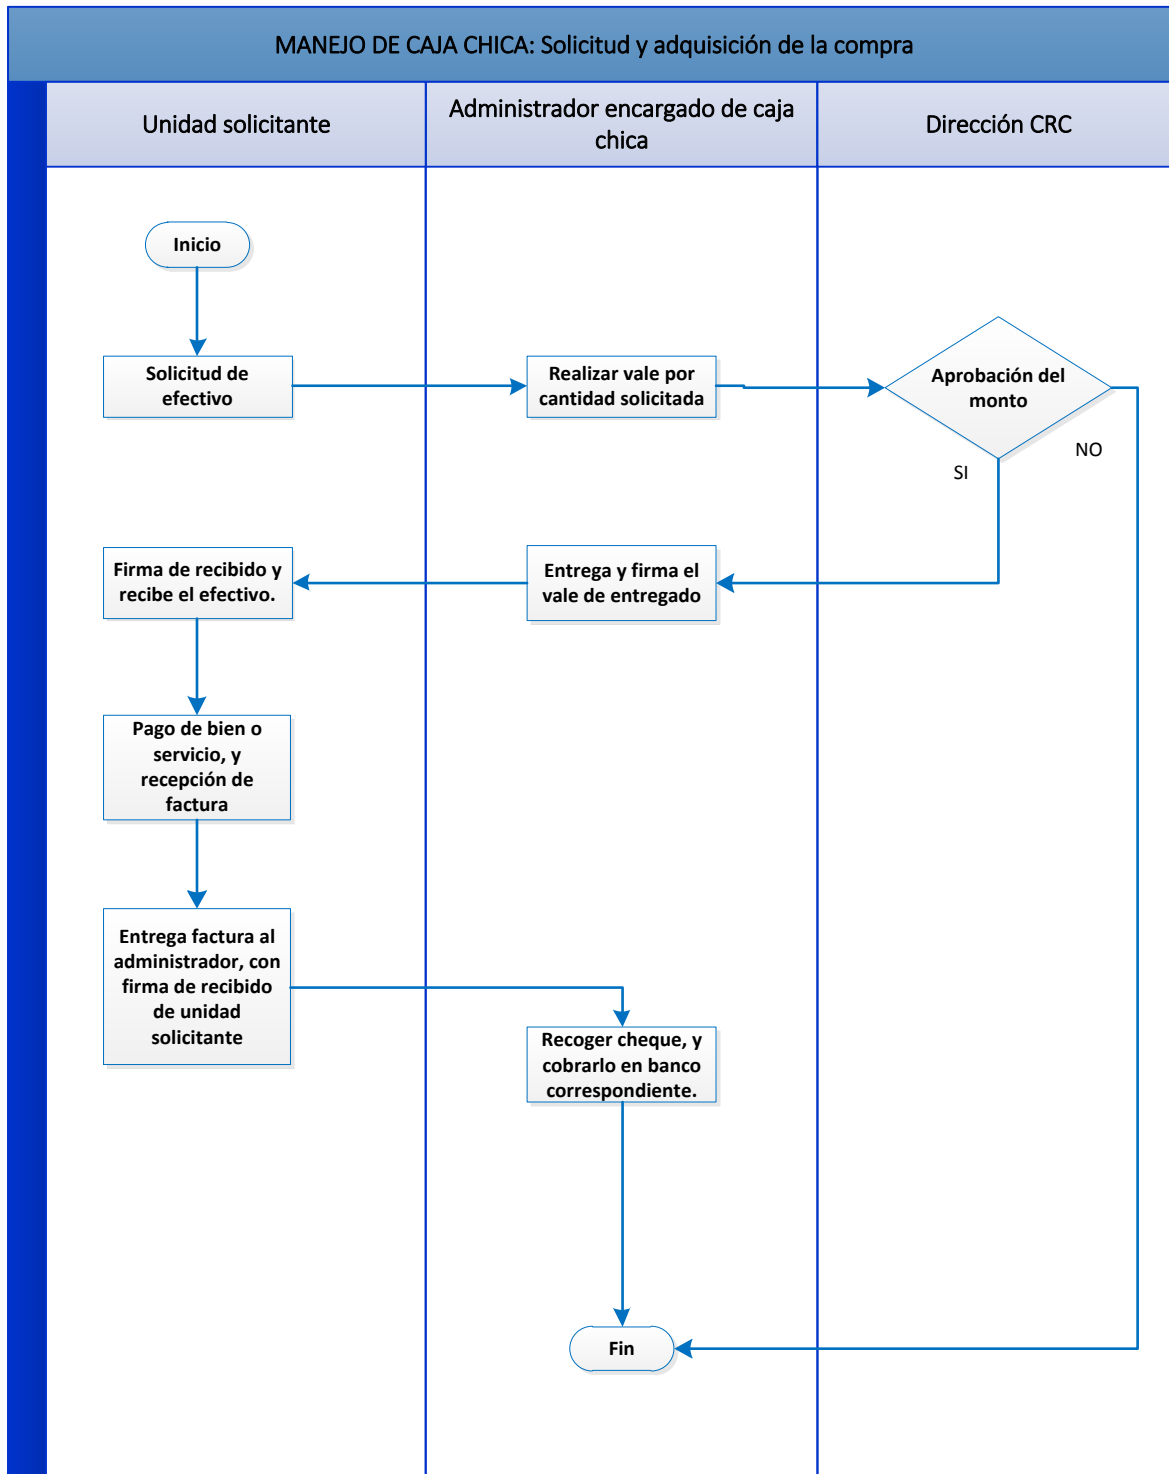 MANEJO DE CAJA CHICA: Solicitud y adquisición de la compra
Unidad solicitante
Administrador encargado de caja
chica
Dirección CRC
Inicio
Solicitud de
efectivo
Realizar vale por
cantidad solicitada
Aprobación del
monto
NO
SI
Firma de recibido y
recibe el efectivo.
Entrega y firma el
vale de entregado
Pago de bien o
servicio, y
recepción de
factura
Entrega factura al
administrador, con
firma de recibido
de unidad
solicitante
Recoger cheque, y
cobrarlo en banco
correspondiente.
Fin